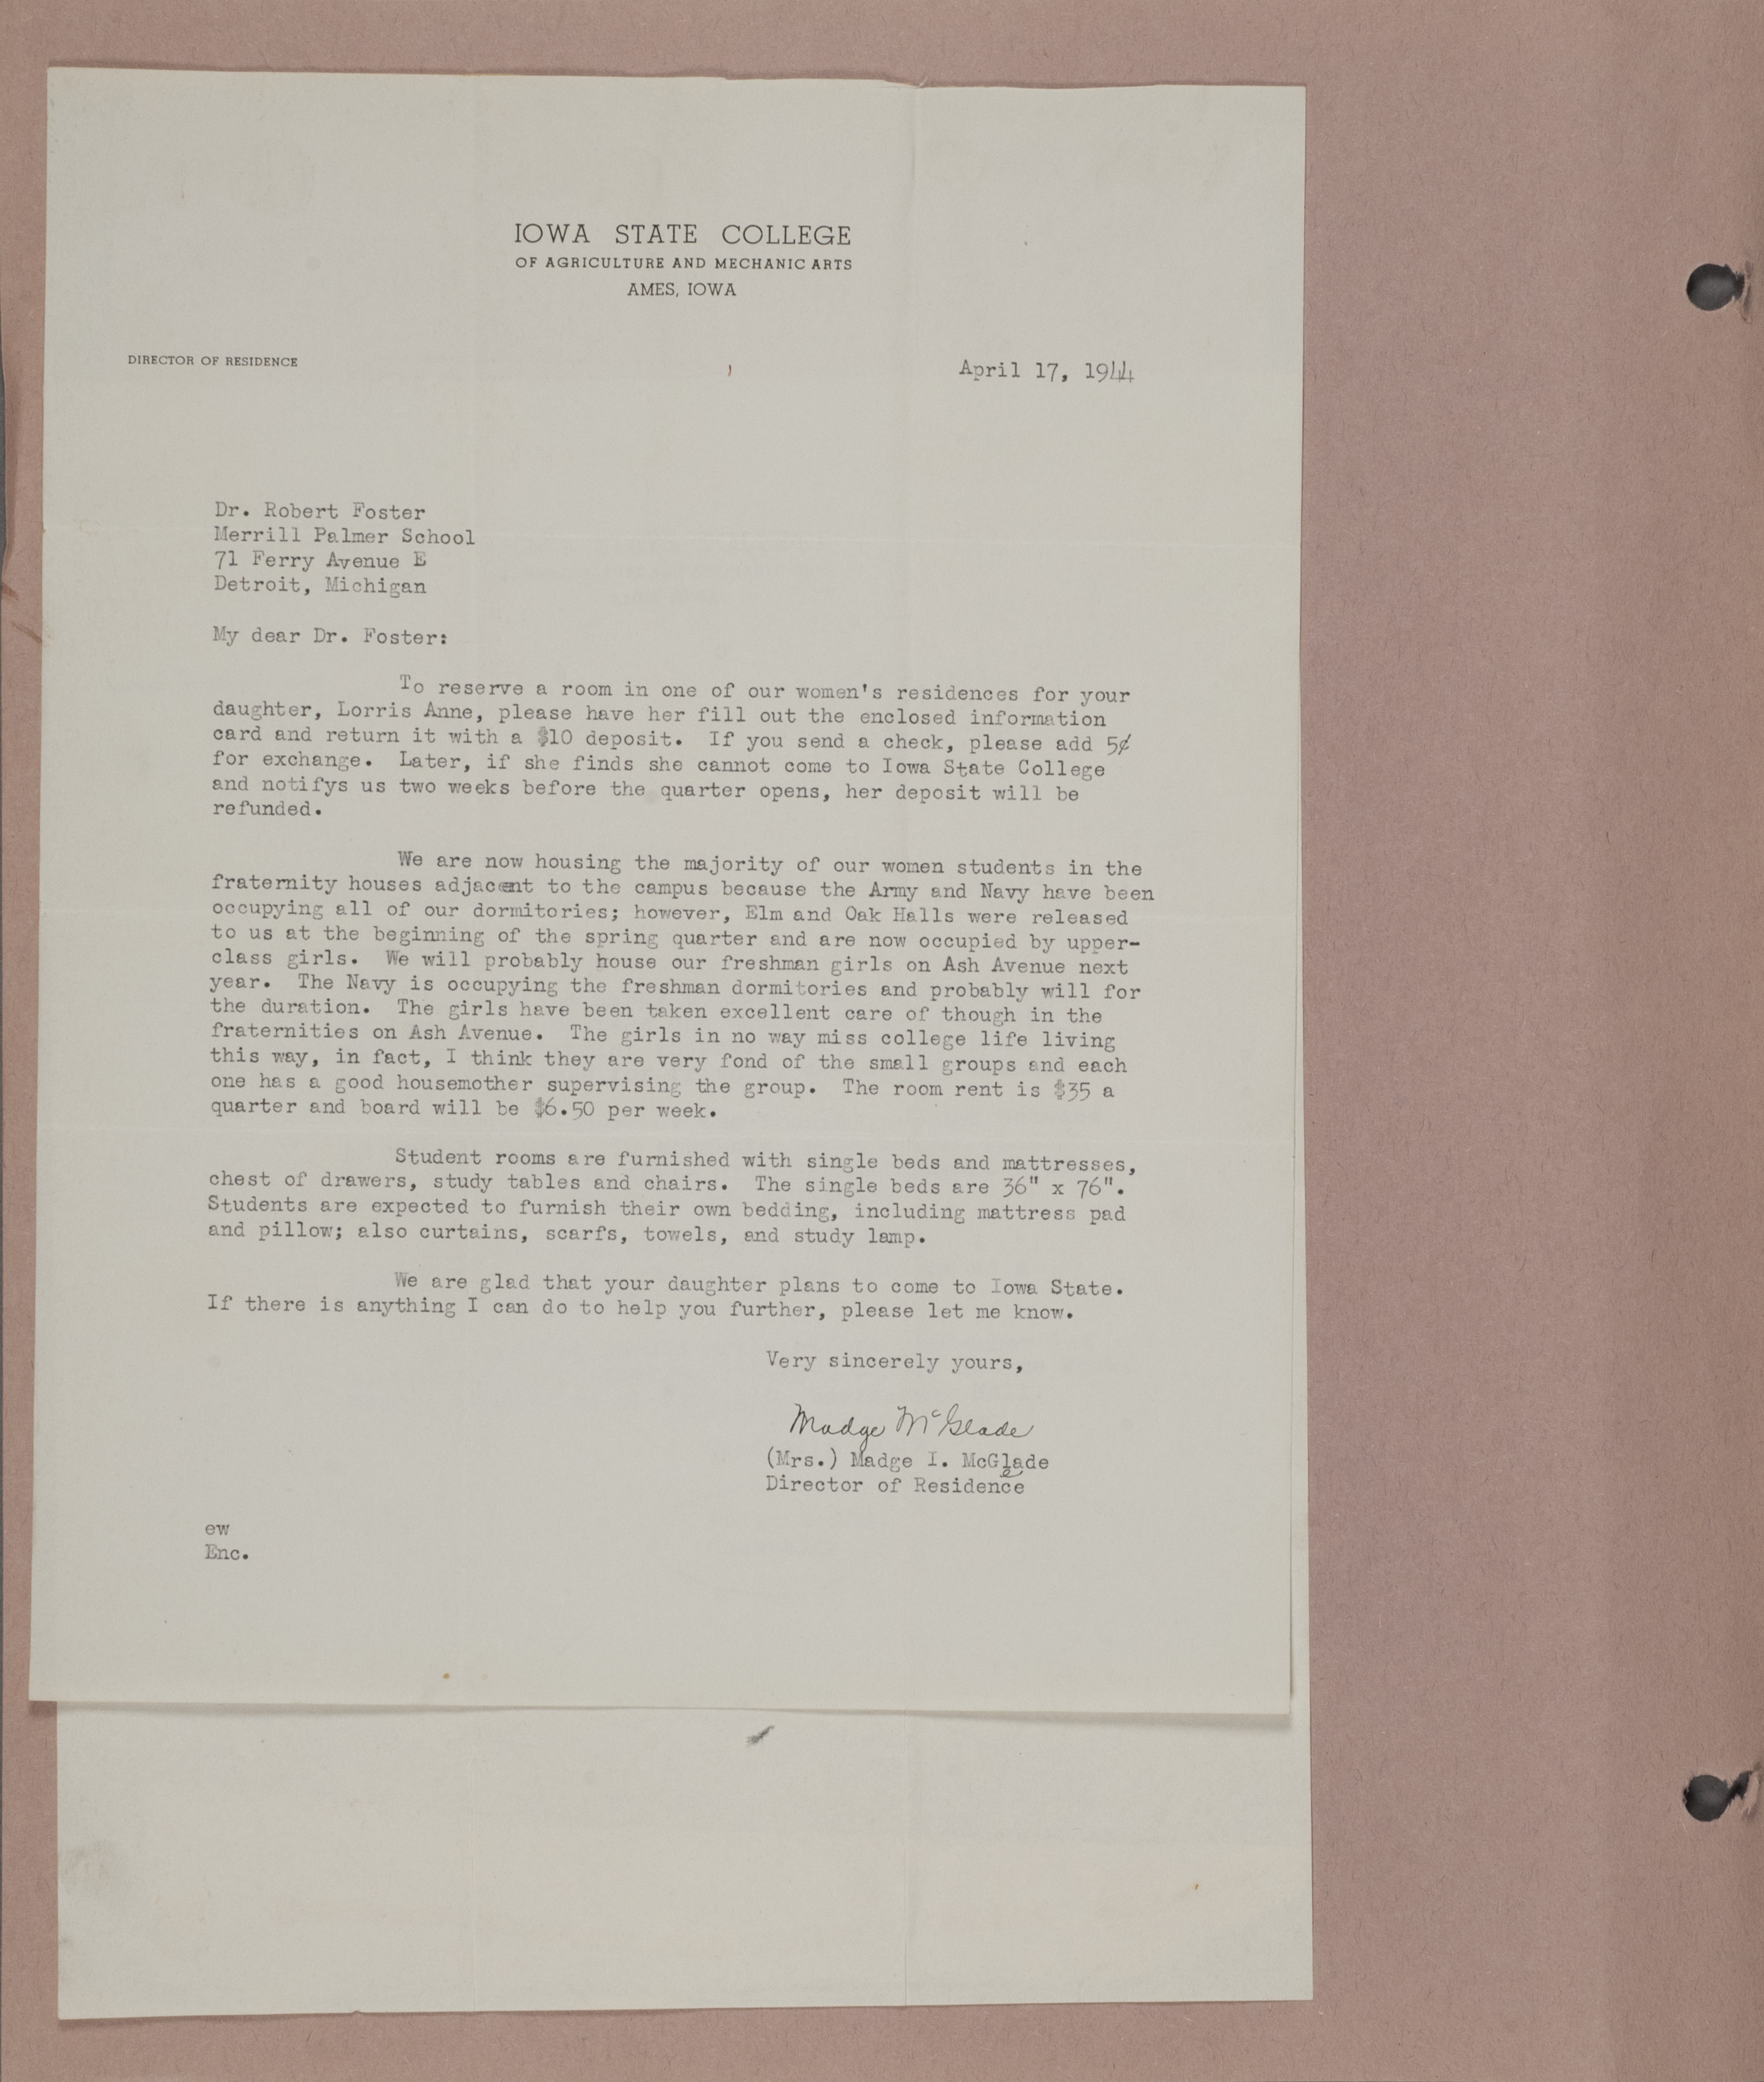 IOWA STATE COLLEGE
OF AGRICULTURE AND MECHANIC ARTS
AMES, IOWA
DIRECTOR OF RESIDENCE
April 17, 1944
Dr. Robert Foster
Merrill Palmer School
71 Ferry Avenue E
Detroit, Michigan
My dear Dr. Foster:
To reserve a room in one of our women's residences for your
daughter, Lorris Anne, please have her fill out the enclosed information
card and return it with a $10 deposit. If you send a check, please add 5¢
for exchange. Later, if she finds she cannot come to Iowa State College
and notifys us two weeks before the quarter opens, her deposit will be
refunded.
We are now housing the majority of our women students in the
fraternity houses adjacent to the campus because the Army and Navy have been
occupying all of our dormitories; however, Elm and Oak Halls were released
to us at the beginning of the spring quarter and are now occupied by upper-
class girls. We will probably house our freshman girls on Ash Avenue next
year. The Navy is occupying the freshman dormitories and probably will for
the duration. The girls have been taken excellent care of though in the
fraternities on Ash Avenue. The girls in no way miss college life living
this way, in fact, I think they are very fond of the small groups and each
one has a good housemother supervising the group. The room rent is $35 a
quarter and board will be $6.50 per week.
Student rooms are furnished with single beds and mattresses,
chest of drawers, study tables and chairs. The single beds are 36" x 76".
Students are expected to furnish their own bedding, including mattress pad
and pillow; also curtains, scarfs, towels, and study lamp.
We are glad that your daughter plans to come to Iowa State.
If there is anything I can do to help you further, please let me know.
Very sincerely yours,
Madge McGlade
(Mrs.) Madge I. McGlade
Director of Residence
ew
Enc.